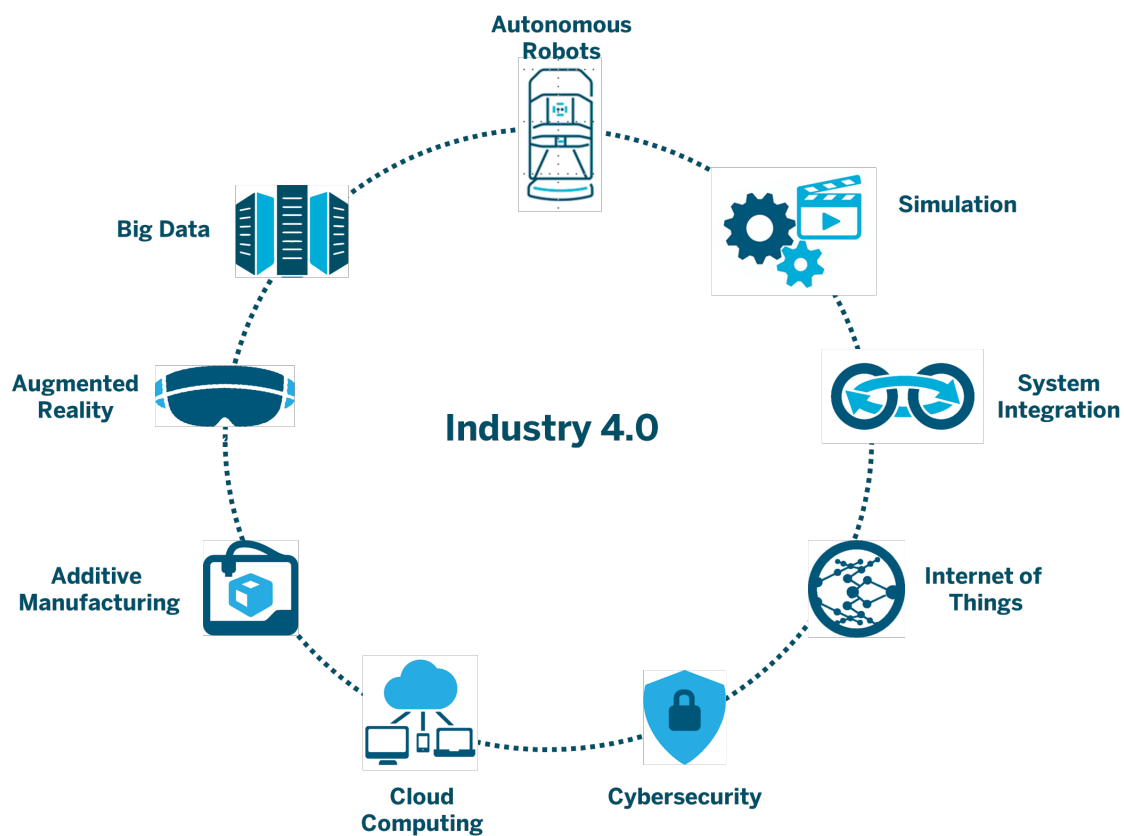 Autonomous
Robots
Simulation
System
Integration
Internet of
Things
Cybersecurity
Cloud
Computing
Additive
Manufacturing
Augmented
Reality
Big Data
Industry 4.0